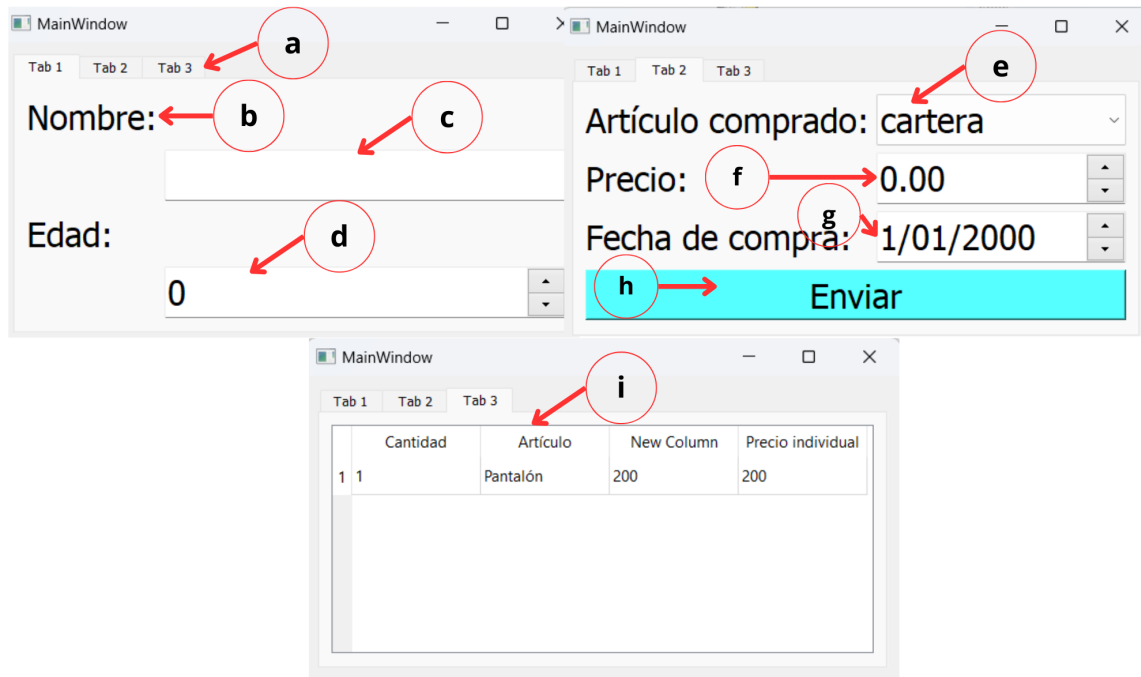 MainWindow
Tab 1 Tab 2 Tab 3
a
Nombre:
b
c
Edad:
d
0
MainWindow
Tab 1 Tab 2 Tab 3
e
Artículo comprado: cartera
Precio: f 0.00
g
Fecha de compra: 1/01/2000
h Enviar
MainWindow
Tab 1 Tab 2 Tab 3
i
Cantidad Artículo New Column Precio individual
1 1 Pantalón 200 200